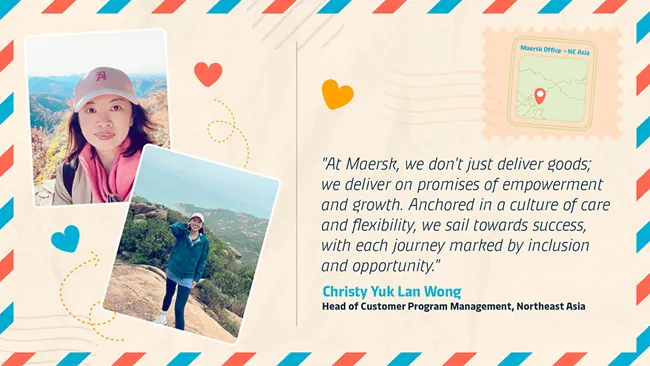 Maersk Office - NE Asia
"At Maersk, we don't just deliver goods;
we deliver on promises of empowerment
and growth. Anchored in a culture of care
and flexibility, we sail towards success,
with each journey marked by inclusion
and opportunity."
Christy Yuk Lan Wong
Head of Customer Program Management, Northeast Asia